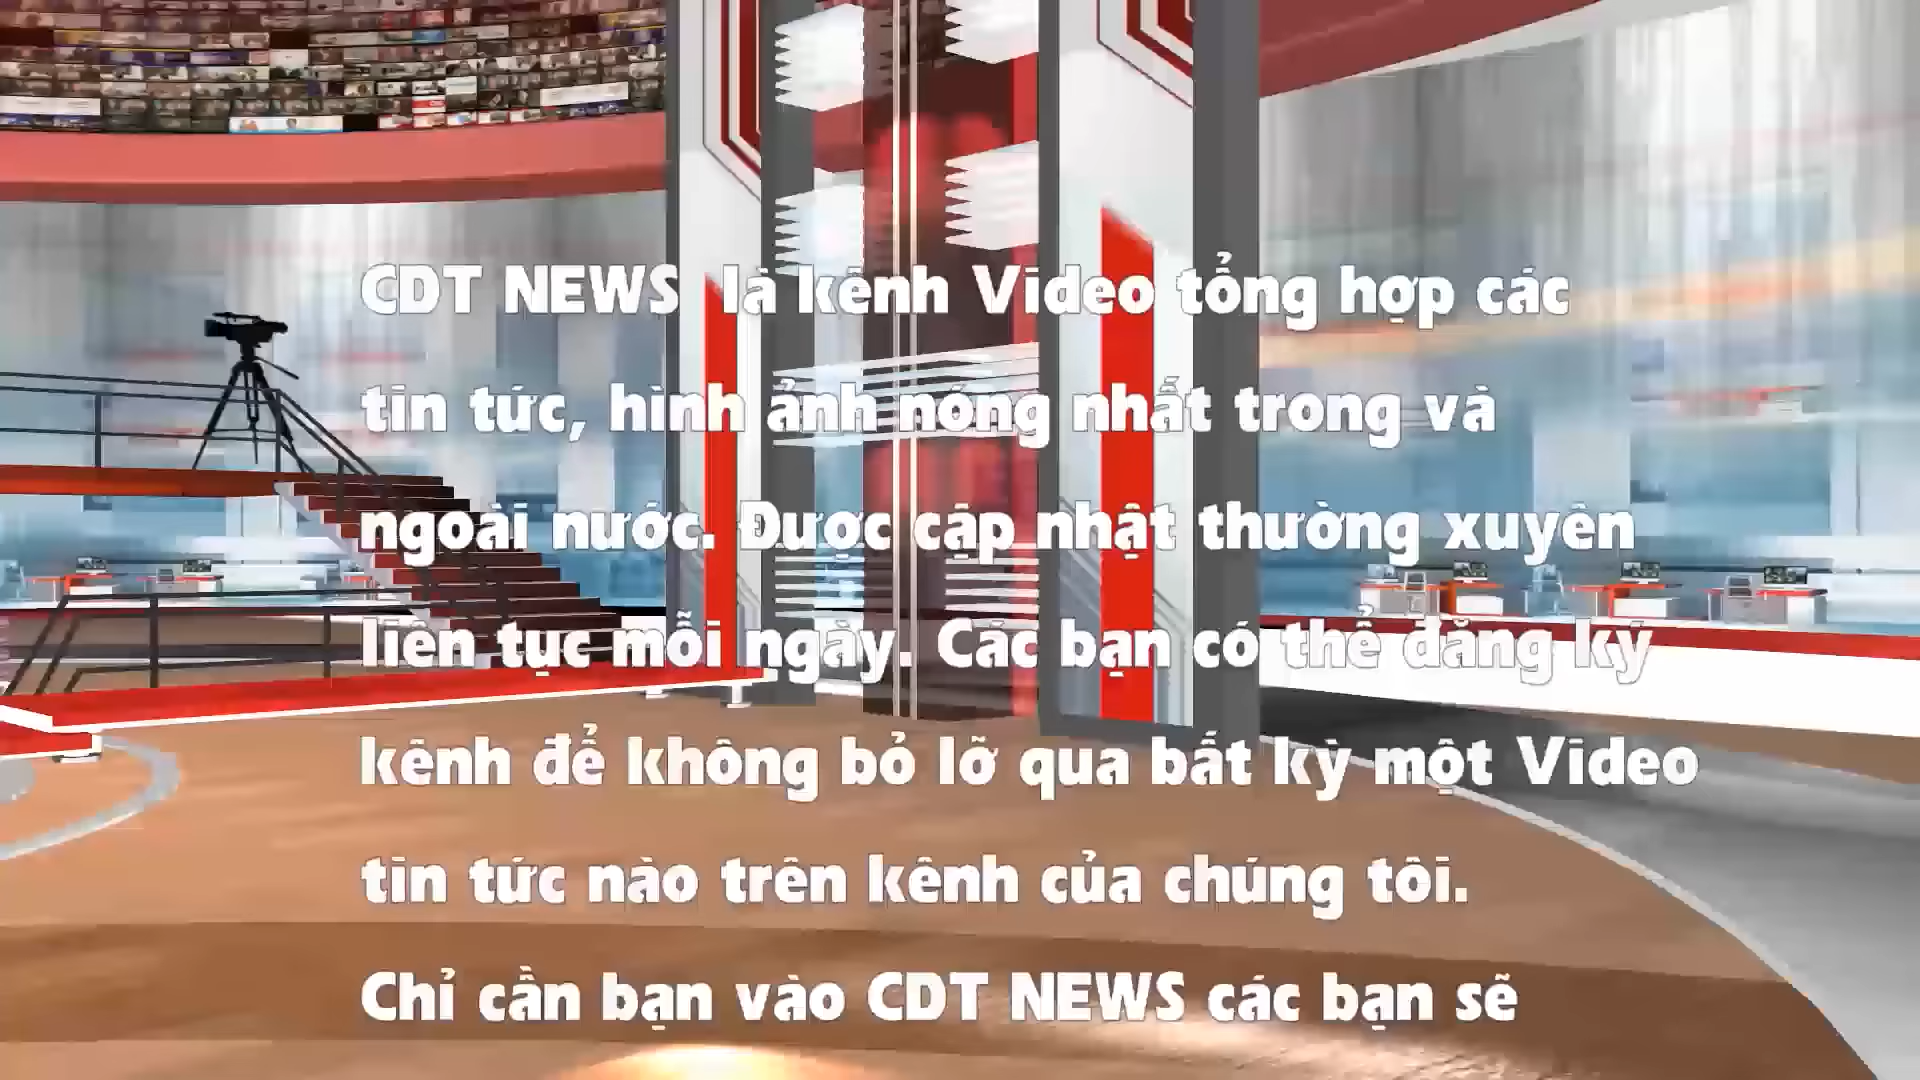 CDT NEWS là kênh Video tổng hợp các
tin tức, hình ảnh nóng nhất trong và
ngoài nước. Được cập nhật thường xuyên
liên tục mỗi ngày. Các bạn có thể đăng ký
kênh để không bỏ lỡ qua bất kỳ một Video
tin tức nào trên kênh của chúng tôi.
Chỉ cần bạn vào CDT NEWS các bạn sẽ